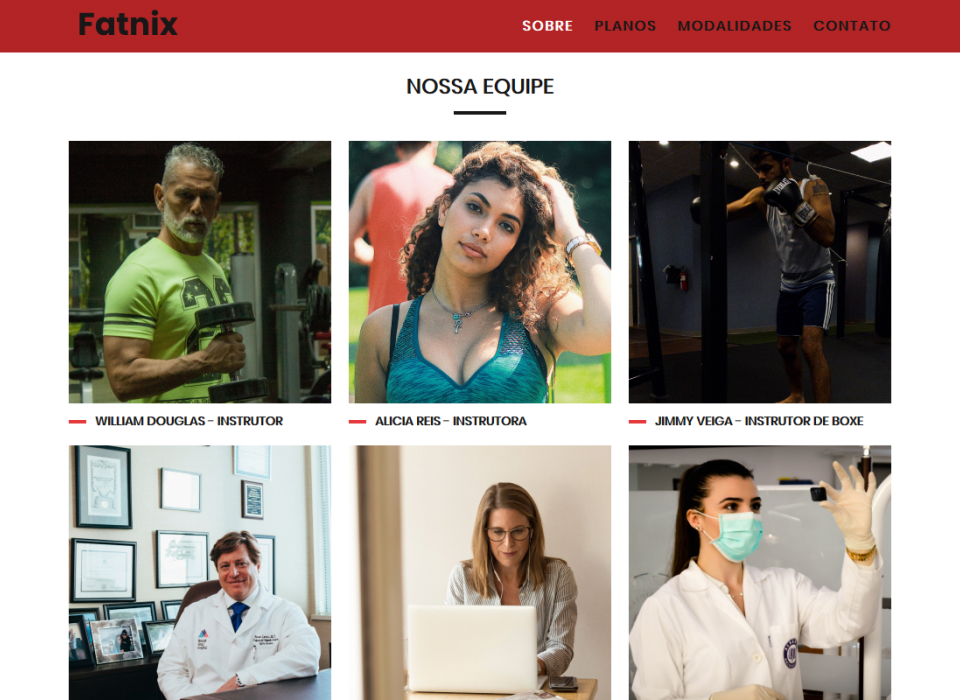 Fatnix
SOBRE PLANOS MODALIDADES CONTATO
NOSSA EQUIPE
WILLIAM DOUGLAS - INSTRUTOR
ALICIA REIS - INSTRUTORA
JIMMY VEIGA - INSTRUTOR DE BOXE